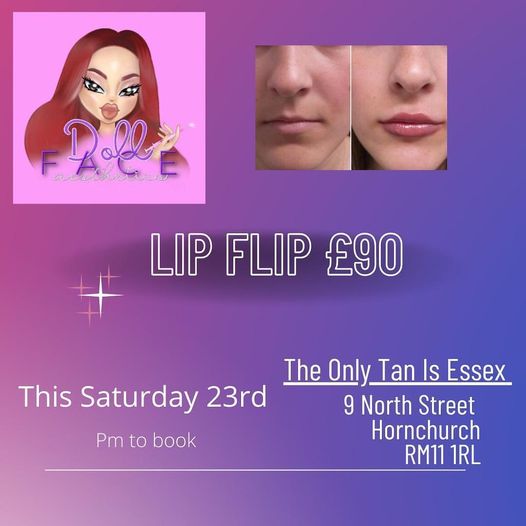 Doll
FACE
aesthetics
LIP FLIP £90
This Saturday 23rd
Pm to book
The Only Tan Is Essex
9 North Street
Hornchurch
RM11 1RL